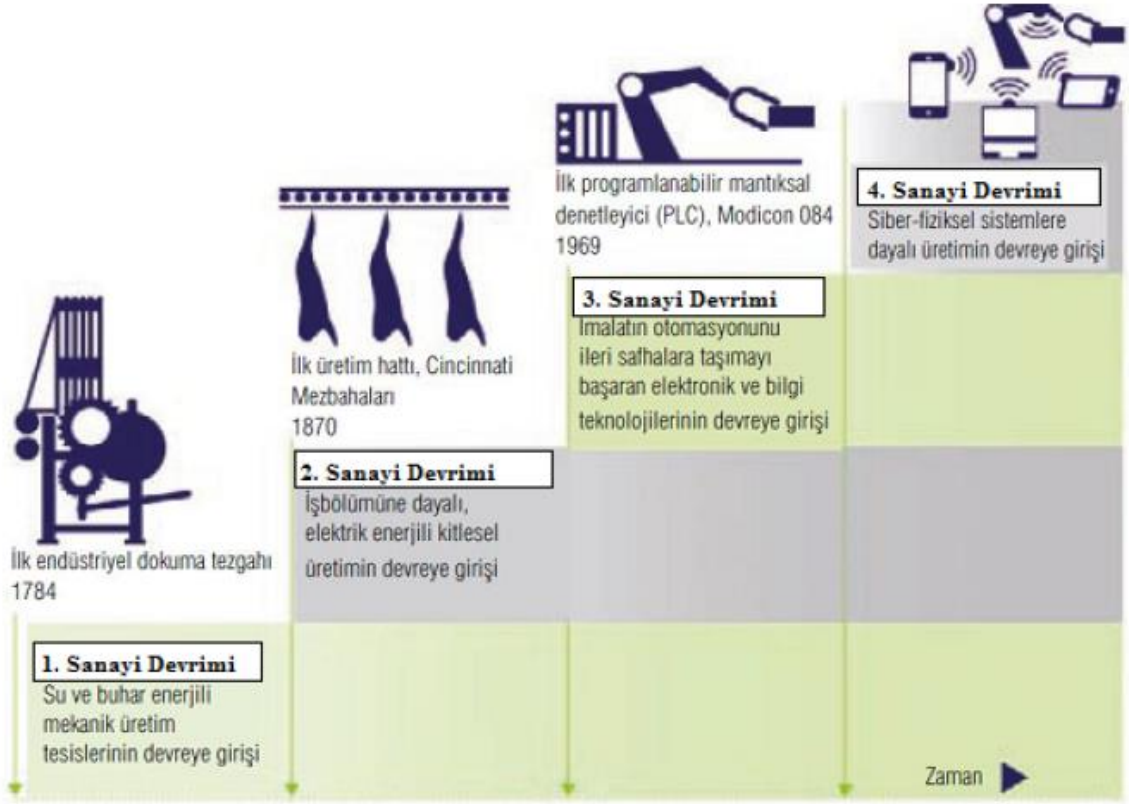 İlk endüstriyel dokuma tezgahı
1784
1. Sanayi Devrimi
Su ve buhar enerjili
mekanik üretim
tesislerinin devreye girişi
İlk üretim hattı, Cincinnati
Mezbahaları
1870
2. Sanayi Devrimi
İşbölümüne dayalı,
elektrik enerjili kitlesel
üretimin devreye girişi
İlk programlanabilir mantıksal
denetleyici (PLC), Modicon 084
1969
3. Sanayi Devrimi
İmalatın otomasyonunu
ileri safhalara taşımayı
başaran elektronik ve bilgi
teknolojilerinin devreye girişi
4. Sanayi Devrimi
Siber-fiziksel sistemlere
dayalı üretimin devreye girişi
Zaman